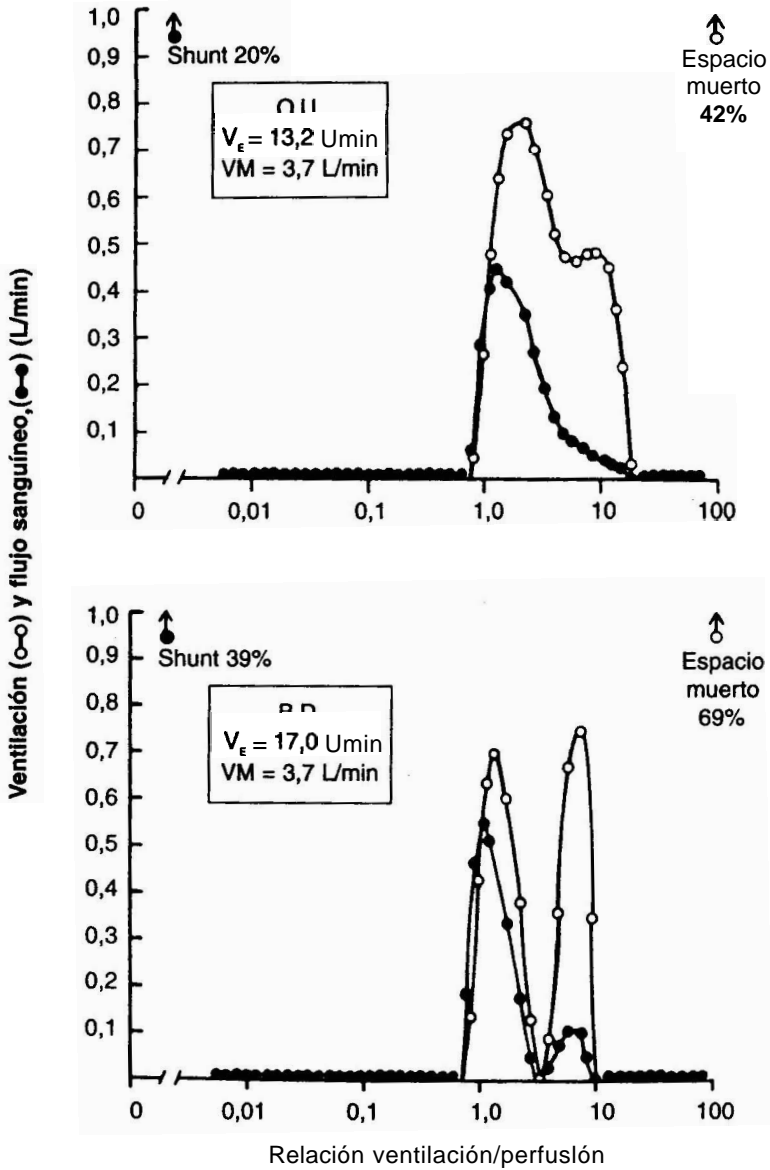 Ventilación (o-o) y flujo sanguíneo,(●-●) (L/min)
1,0
0,9
0,8
0,7
0,6
0,5
0,4
0,3
0,2
0,1
Shunt 20%
V_E = 13,2 Umin
VM = 3,7 L/min
Espacio
muerto
42%
0 0,01 0,1 1,0 10 100
1,0
0,9
0,8
0,7
0,6
0,5
0,4
0,3
0,2
0,1
Shunt 39%
V_E = 17,0 Umin
VM = 3,7 L/min
Espacio
muerto
69%
0 0,01 0,1 1,0 10 100
Relación ventilación/perfuslón